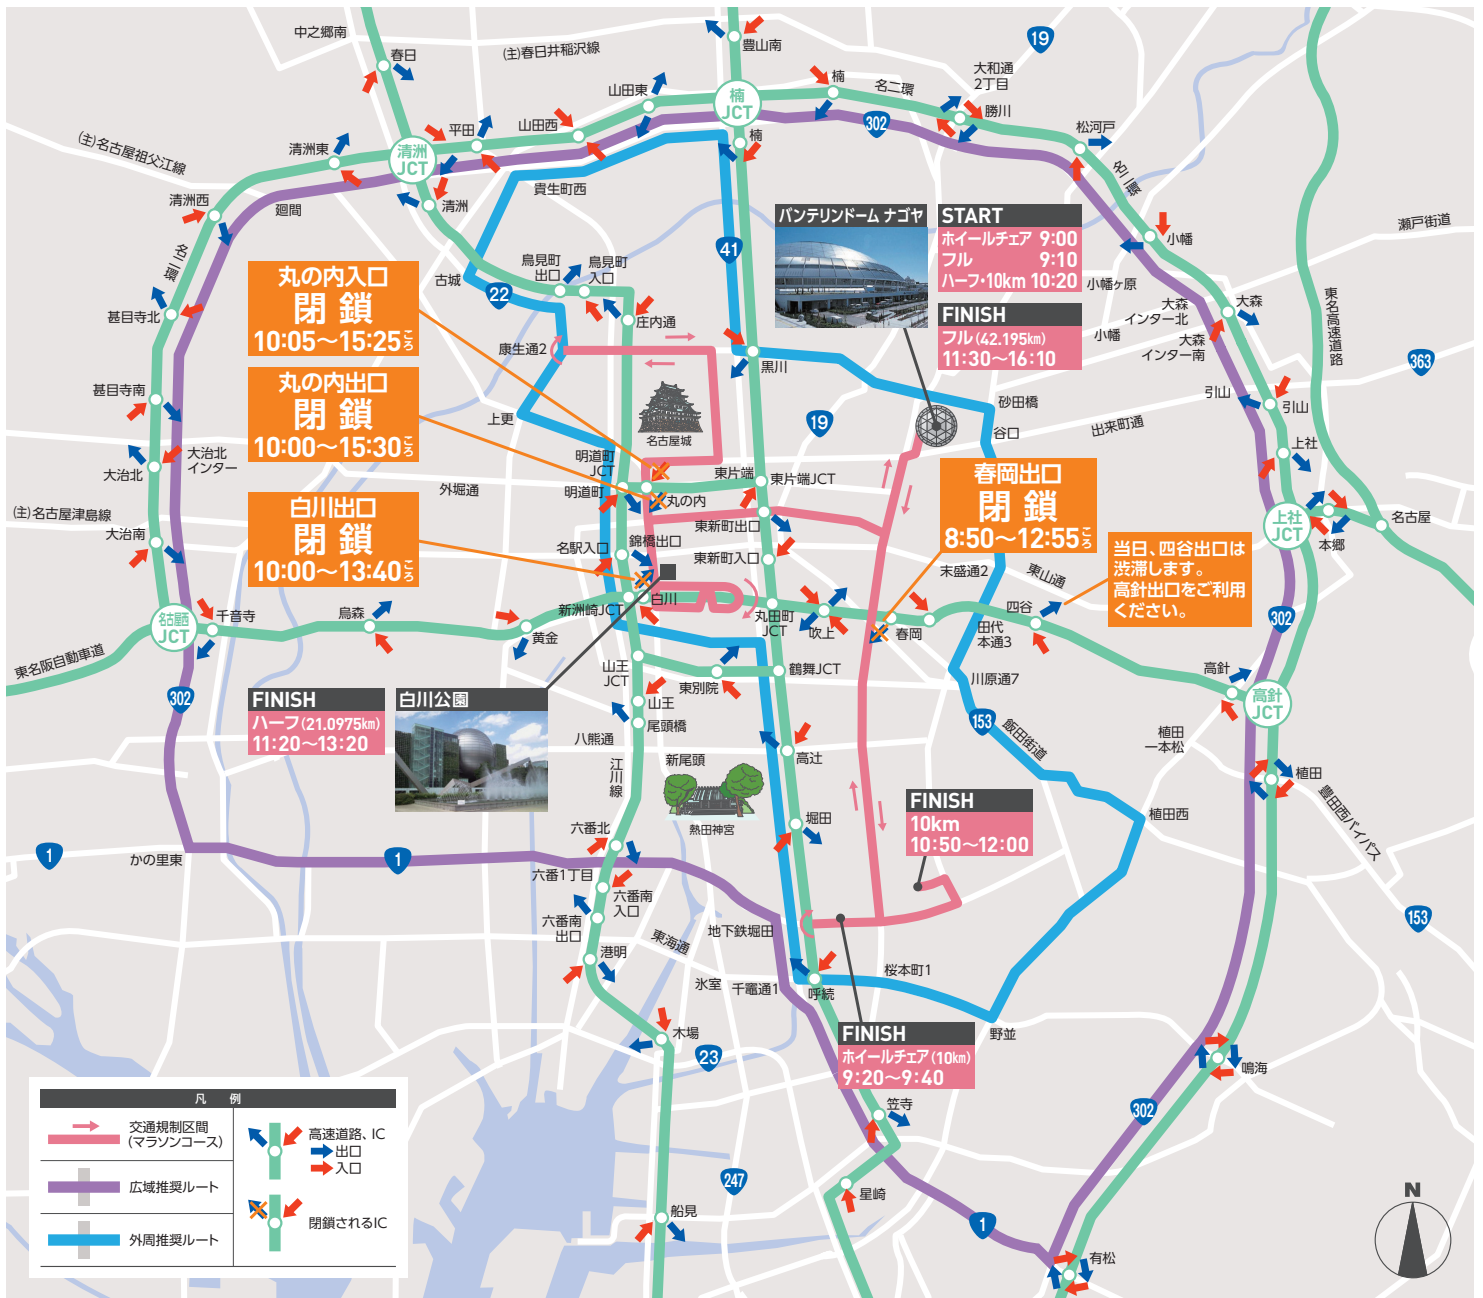 中之郷南
春日
(主)春日井稲沢線
豊山南
19
大和通
2丁目
楠
JCT
楠
名二環
勝川
302
松河戸
山田東
山田西
平田
清洲
JCT
清洲東
(主)名古屋祖父江線
清洲西
廻間
清洲
名二環
貴生町西
楠
41
名二環
小幡
瀬戸街道
バンテリンドーム ナゴヤ
START
ホイールチェア 9:00
フル 9:10
ハーフ・10km 10:20
FINISH
フル(42.195km)
11:30〜16:10
小幡ヶ原
小幡
大森
インター北
大森
大森
インター南
東名高速道路
363
引山
引山
上社
丸の内入口
閉鎖
10:05〜15:25ころ
丸の内出口
閉鎖
10:00〜15:30ころ
白川出口
閉鎖
10:00〜13:40ころ
古城
22
鳥見町
出口
鳥見町
入口
庄内通
康生通2
黒川
甚目寺北
甚目寺南
大治北
大治北
インター
(主)名古屋津島線
大治南
上更
外堀通
名古屋城
19
砂田橋
谷口
出来町通
明道町
JCT
明道町
丸の内
東片端
東片端JCT
東新町出口
東新町入口
名駅入口
錦橋出口
春岡出口
閉鎖
8:50〜12:55ころ
当日、四谷出口は
渋滞します。
高針出口をご利用
ください。
上社
JCT
本郷
名古屋
末盛通2
東山通
四谷
田代
本通3
302
新洲崎JCT
白川
丸田町
JCT
吹上
春岡
名古屋西
JCT
千音寺
烏森
黄金
東名阪自動車道
302
山王
JCT
東別院
鶴舞JCT
川原通7
高針
高針
JCT
FINISH
ハーフ(21.0975km)
11:20〜13:20
白川公園
山王
尾頭橋
八熊通
江川線
新尾頭
熱田神宮
高辻
堀田
153
飯田街道
植田
一本松
植田
豊田西バイパス
植田西
153
FINISH
10km
10:50〜12:00
1
かの里東
1
六番北
六番1丁目
六番南
入口
六番南
出口
港明
東海通
地下鉄堀田
氷室
千竈通1
呼続
桜本町1
野並
FINISH
ホイールチェア(10km)
9:20〜9:40
木場
23
笠寺
星崎
鳴海
302
247
船見
1
有松
N
凡例
交通規制区間
(マラソンコース)
広域推奨ルート
外周推奨ルート
高速道路、IC
出口
入口
閉鎖されるIC